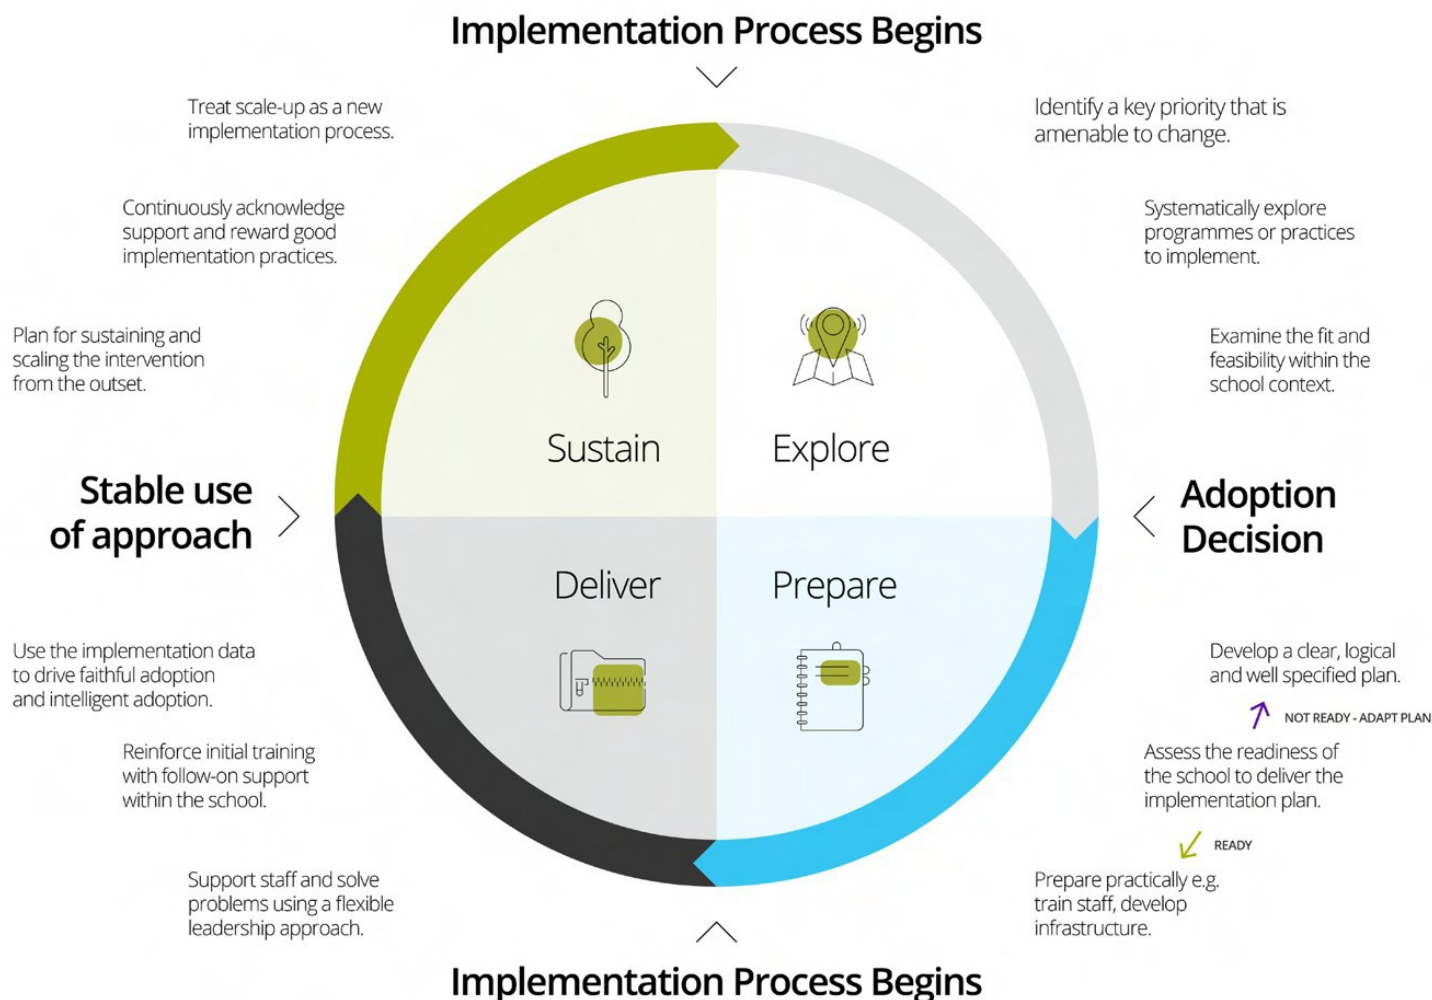 Implementation Process Begins
Identify a key priority that is
amenable to change.
Systematically explore
programmes or practices
to implement.
Examine the fit and
feasibility within the
school context.
Explore
Adoption
Decision
Prepare
Develop a clear, logical
and well specified plan.
NOT READY - ADAPT PLAN
Assess the readiness of
the school to deliver the
implementation plan.
READY
Prepare practically e.g.
train staff, develop
infrastructure.
Implementation Process Begins
Support staff and solve
problems using a flexible
leadership approach.
Reinforce initial training
with follow-on support
within the school.
Use the implementation data
to drive faithful adoption
and intelligent adoption.
Deliver
Stable use
of approach
Sustain
Plan for sustaining and
scaling the intervention
from the outset.
Continuously acknowledge
support and reward good
implementation practices.
Treat scale-up as a new
implementation process.